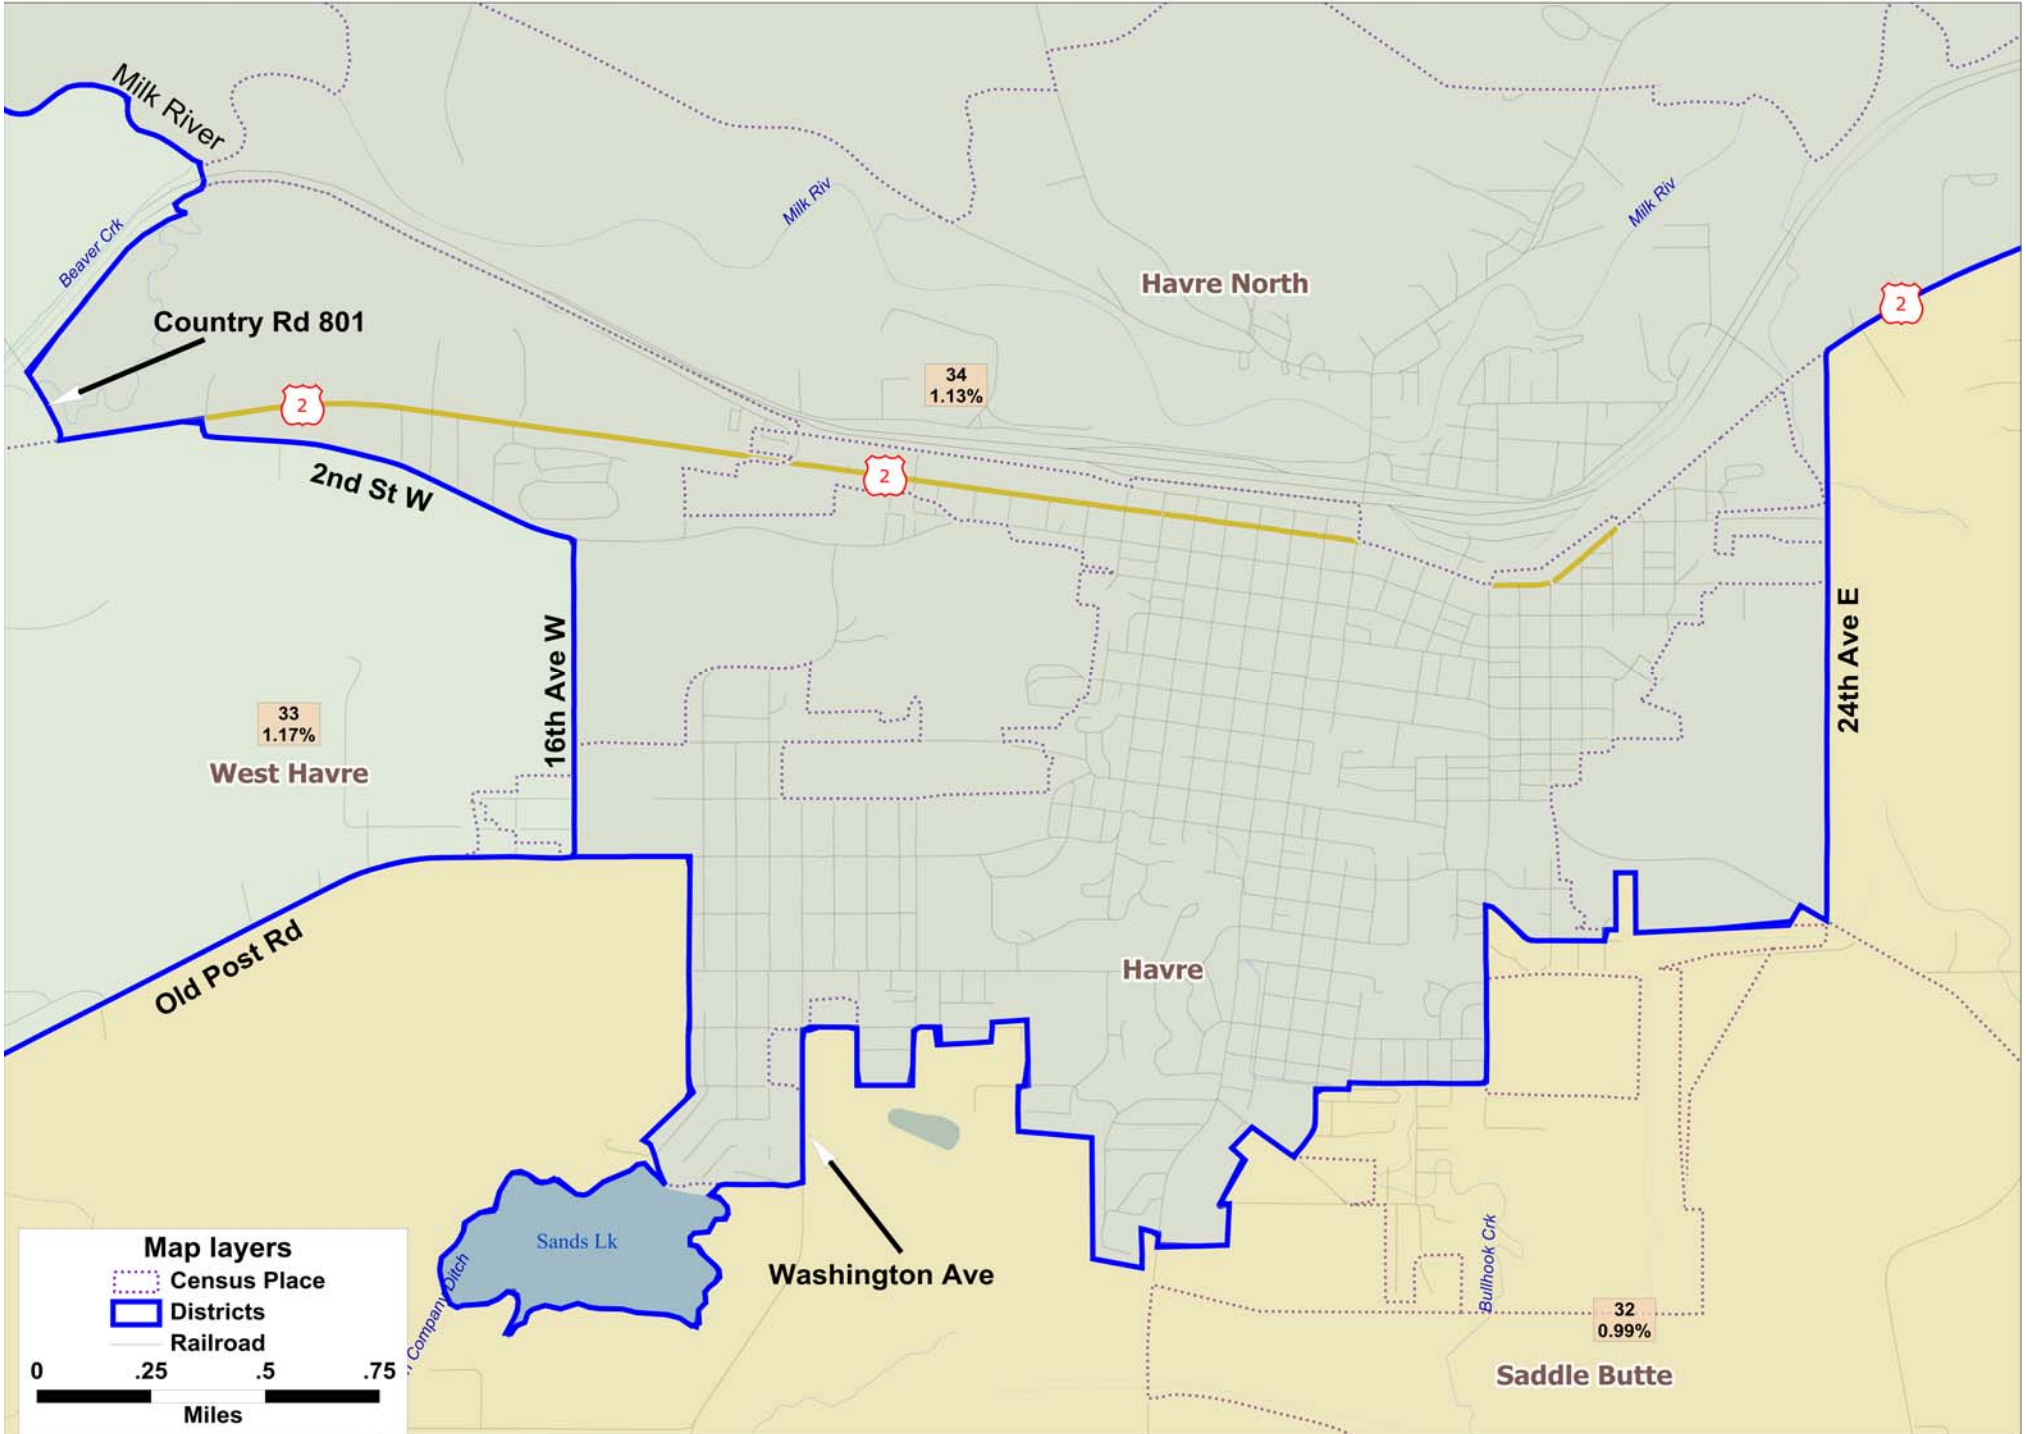 Milk River
Beaver Crk
Milk Riv
Milk Riv
Havre North
2
Country Rd 801
34
1.13%
2
2
2nd St W
16th Ave W
24th Ave E
33
1.17%
West Havre
Old Post Rd
Havre
Sands Lk
Company Ditch
Washington Ave
Bullhook Crk
32
0.99%
Saddle Butte
Map layers
Census Place
Districts
Railroad
0 .25 .5 .75
Miles